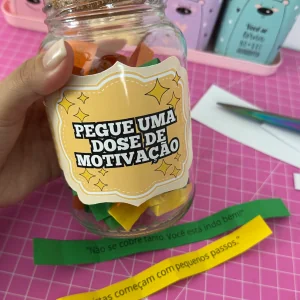 PEGUE UMA
DOSE DE
MOTIVAÇÃO
"Não se cobre tanto. Você está indo bem!"
começam com pequenos passos."